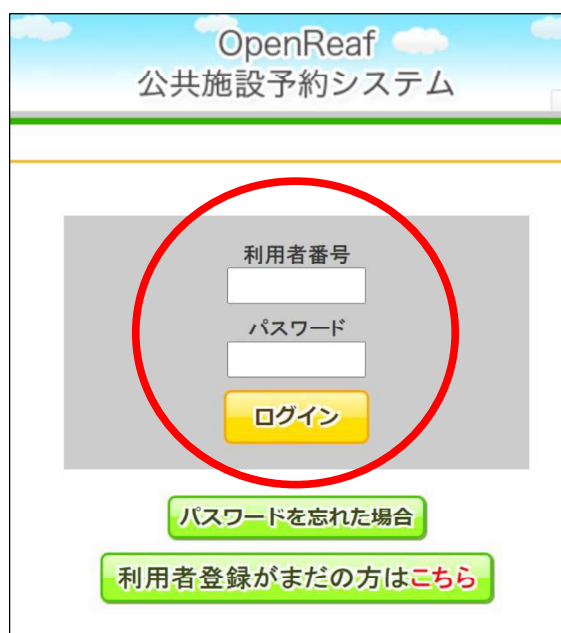 OpenReaf
公共施設予約システム
利用者番号
パスワード
ログイン
パスワードを忘れた場合
利用者登録がまだの方はこちら